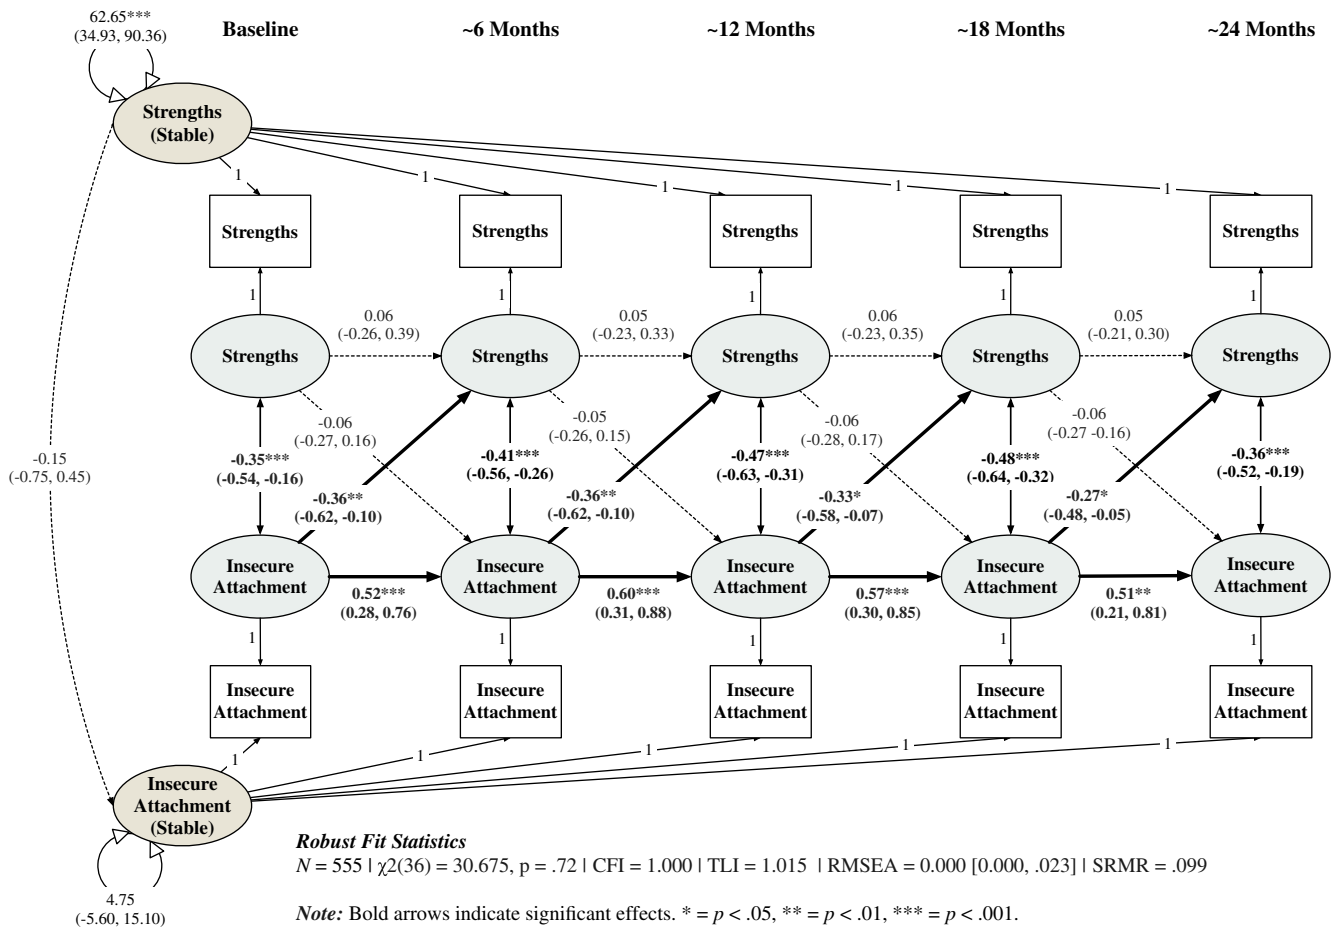 62.65***
(34.93, 90.36)
Baseline
~6 Months
~12 Months
~18 Months
~24 Months
Strengths
(Stable)
1
1
1
1
1
Strengths
Strengths
Strengths
Strengths
Strengths
1
1
1
1
1
0.06
(-0.26, 0.39)
0.05
(-0.23, 0.33)
0.06
(-0.23, 0.35)
0.05
(-0.21, 0.30)
Strengths
Strengths
Strengths
Strengths
Strengths
-0.15
(-0.75, 0.45)
-0.06
(-0.27, 0.16)
-0.05
(-0.26, 0.15)
-0.06
(-0.28, 0.17)
-0.06
(-0.27 -0.16)
-0.35***
(-0.54, -0.16)
-0.41***
(-0.56, -0.26)
-0.47***
(-0.63, -0.31)
-0.48***
(-0.64, -0.32)
-0.36***
(-0.52, -0.19)
-0.36**
(-0.62, -0.10)
-0.36**
(-0.62, -0.10)
-0.33*
(-0.58, -0.07)
-0.27*
(-0.48, -0.05)
Insecure
Attachment
Insecure
Attachment
Insecure
Attachment
Insecure
Attachment
Insecure
Attachment
0.52***
(0.28, 0.76)
0.60***
(0.31, 0.88)
0.57***
(0.30, 0.85)
0.51**
(0.21, 0.81)
1
1
1
1
1
Insecure
Attachment
Insecure
Attachment
Insecure
Attachment
Insecure
Attachment
Insecure
Attachment
1
1
1
1
1
Insecure
Attachment
(Stable)
4.75
(-5.60, 15.10)
Robust Fit Statistics
N = 555 | χ2(36) = 30.675, p = .72 | CFI = 1.000 | TLI = 1.015 | RMSEA = 0.000 [0.000, .023] | SRMR = .099
Note: Bold arrows indicate significant effects. * = p < .05, ** = p < .01, *** = p < .001.